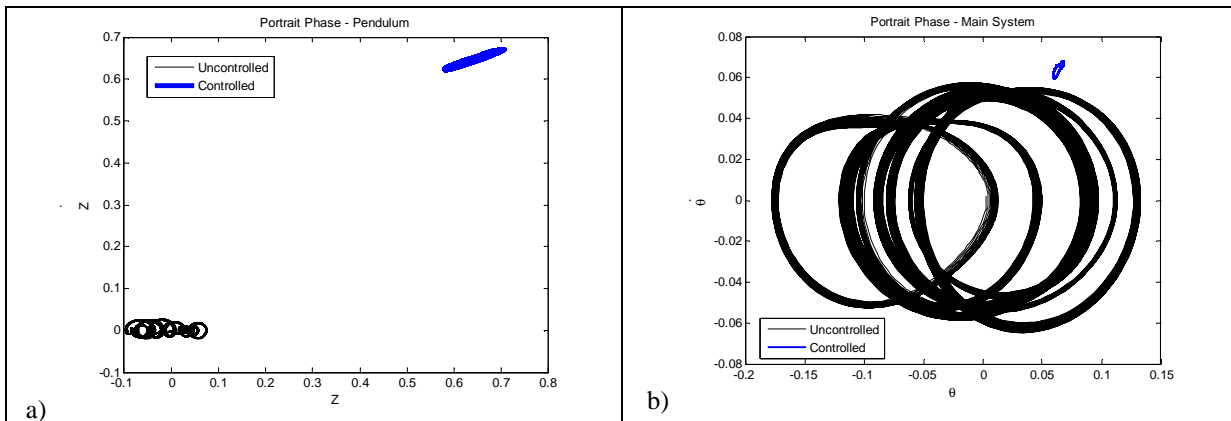 Portrait Phase - Pendulum
0.7
0.6
0.5
0.4
0.3
0.2
0.1
0
-0.1
Ż
Uncontrolled
Controlled
-0.1 0 0.1 0.2 0.3 0.4 0.5 0.6 0.7 0.8
Z
a)
Portrait Phase - Main System
0.08
0.06
0.04
0.02
0
-0.02
-0.04
-0.06
-0.08
θ̇
Uncontrolled
Controlled
-0.2 -0.15 -0.1 -0.05 0 0.05 0.1 0.15
θ
b)